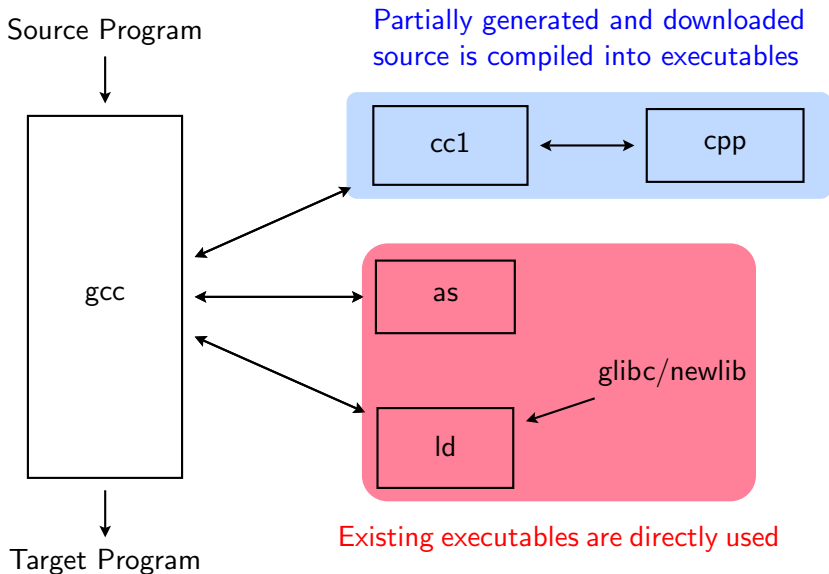 Source Program
Partially generated and downloaded
source is compiled into executables
cc1
cpp
gcc
as
glibc/newlib
ld
Existing executables are directly used
Target Program